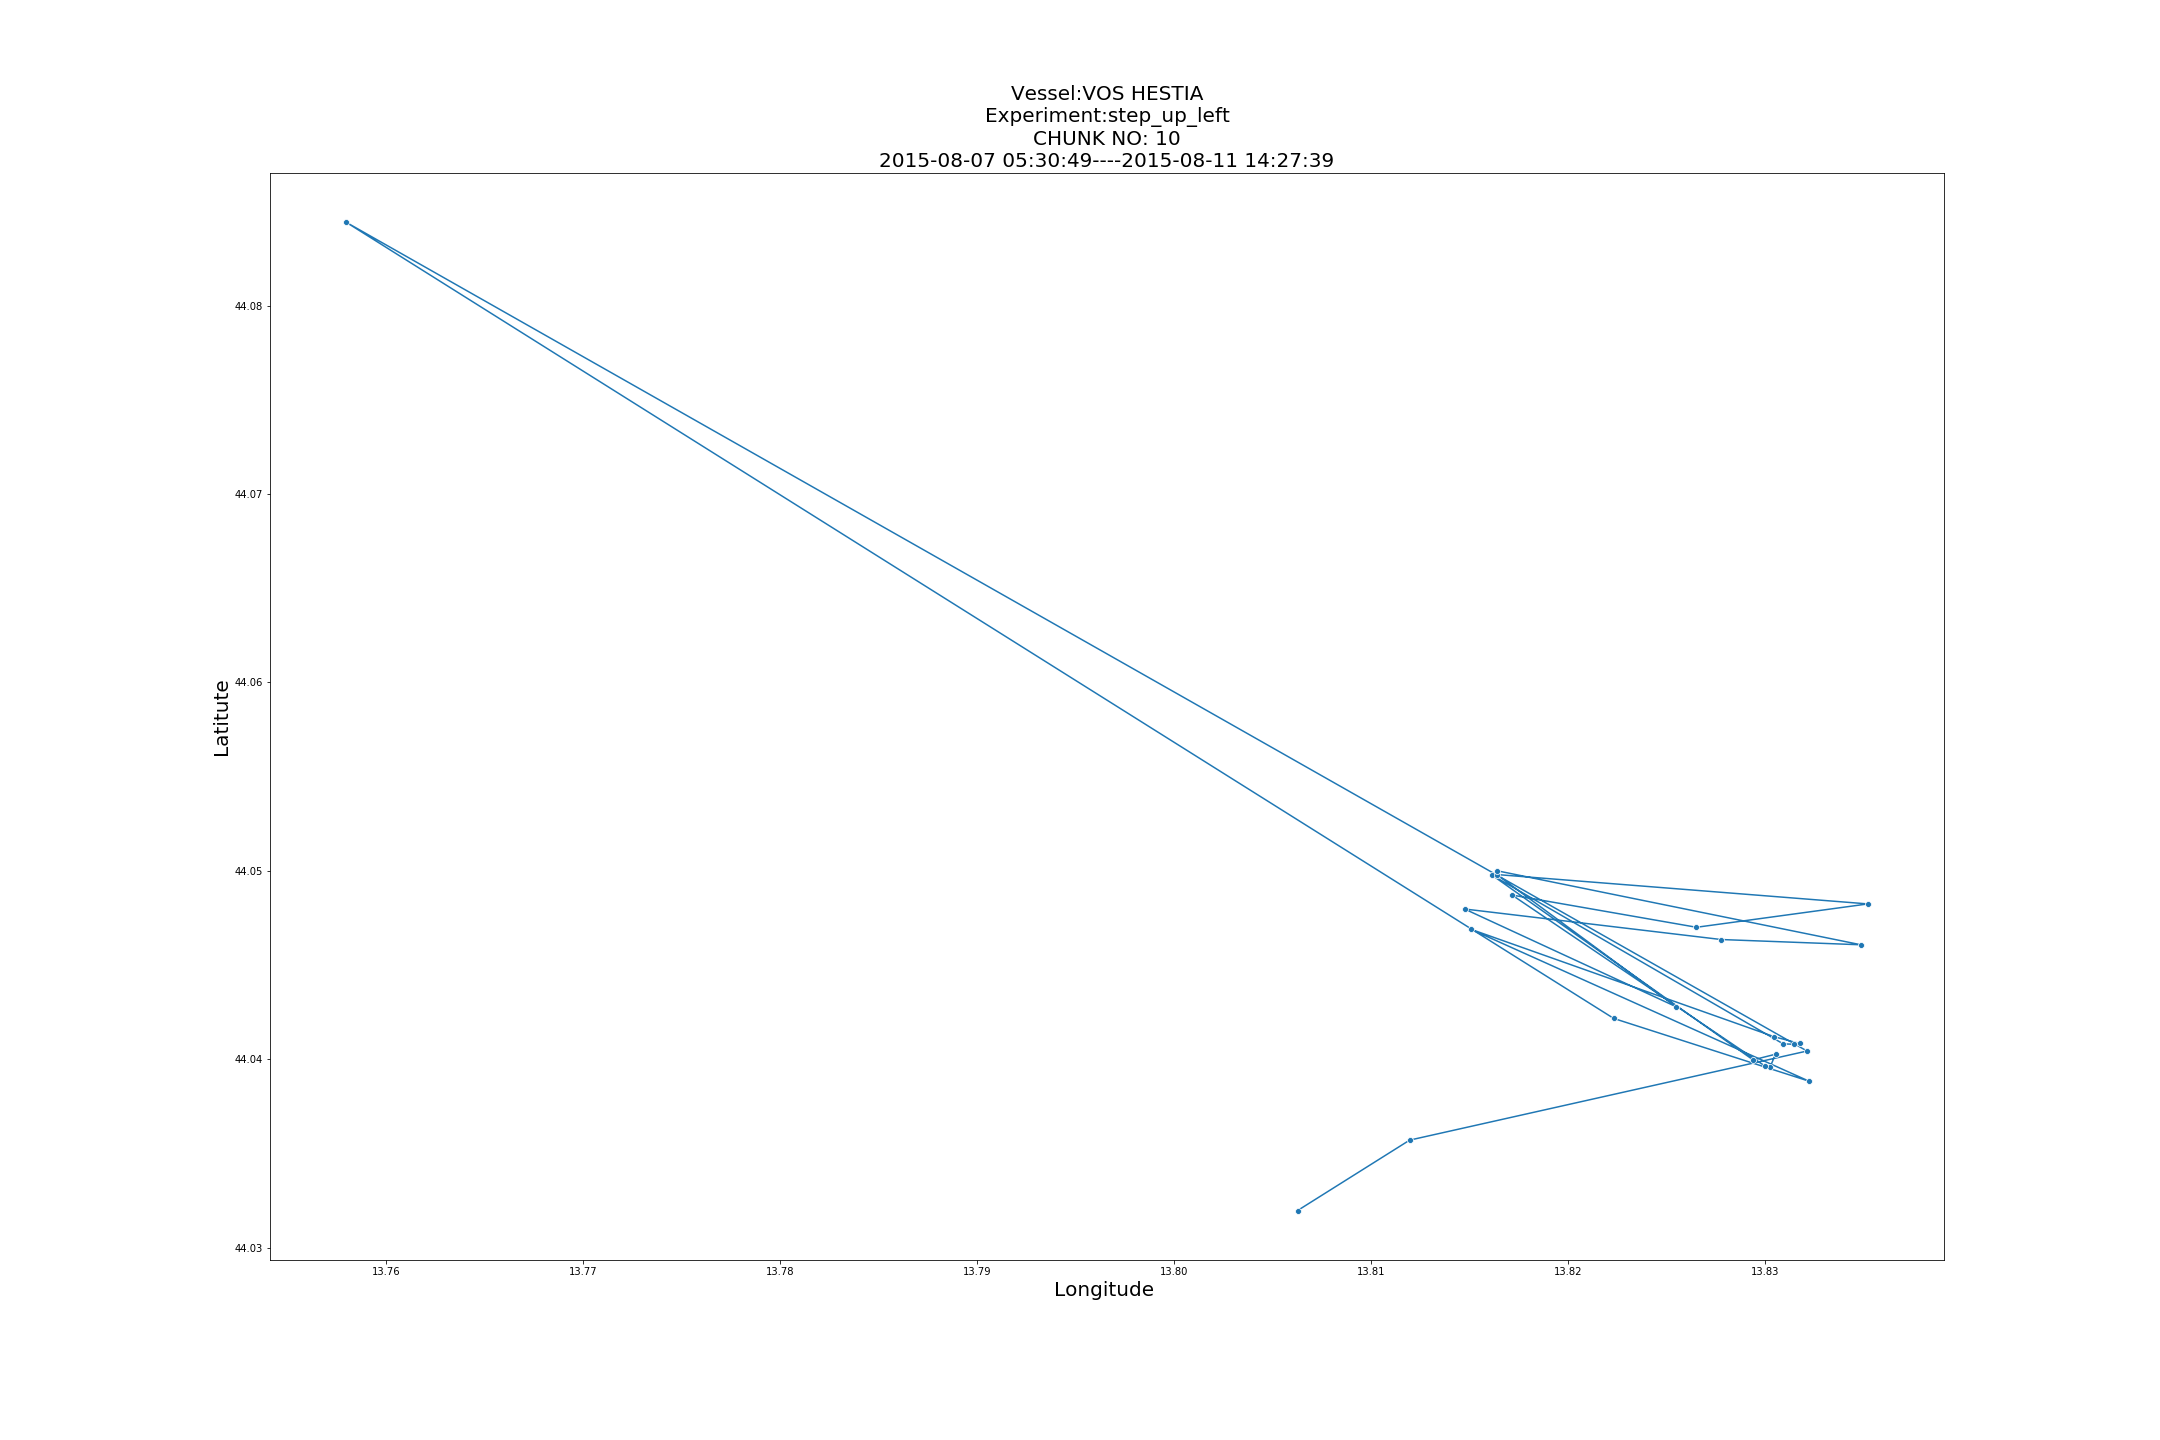 Vessel:VOS HESTIA
Experiment:step_up_left
CHUNK NO: 10
2015-08-07 05:30:49----2015-08-11 14:27:39
44.08
44.07
44.06
44.05
44.04
44.03
Latitute
13.76 13.77 13.78 13.79 13.80 13.81 13.82 13.83
Longitude